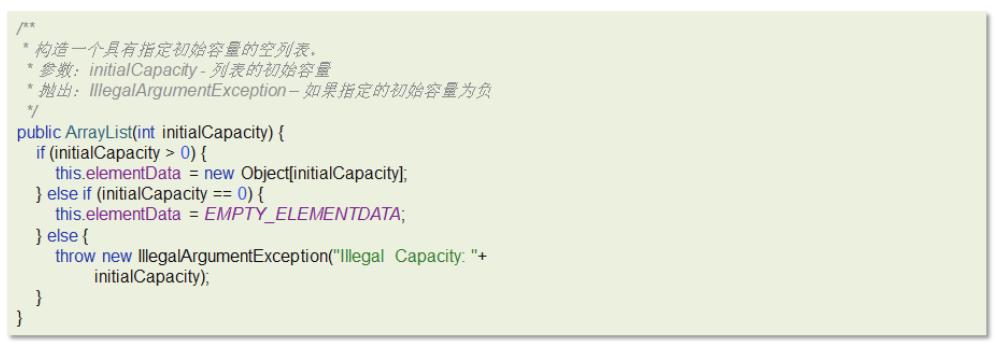 /**
* 构造一个具有指定初始容量的空列表。
* 参数：initialCapacity - 列表的初始容量
* 抛出：IllegalArgumentException – 如果指定的初始容量为负
*/
public ArrayList(int initialCapacity) {
if (initialCapacity > 0) {
this.elementData = new Object[initialCapacity];
} else if (initialCapacity == 0) {
this.elementData = EMPTY_ELEMENTDATA;
} else {
throw new IllegalArgumentException("Illegal Capacity: "+
initialCapacity);
}
}